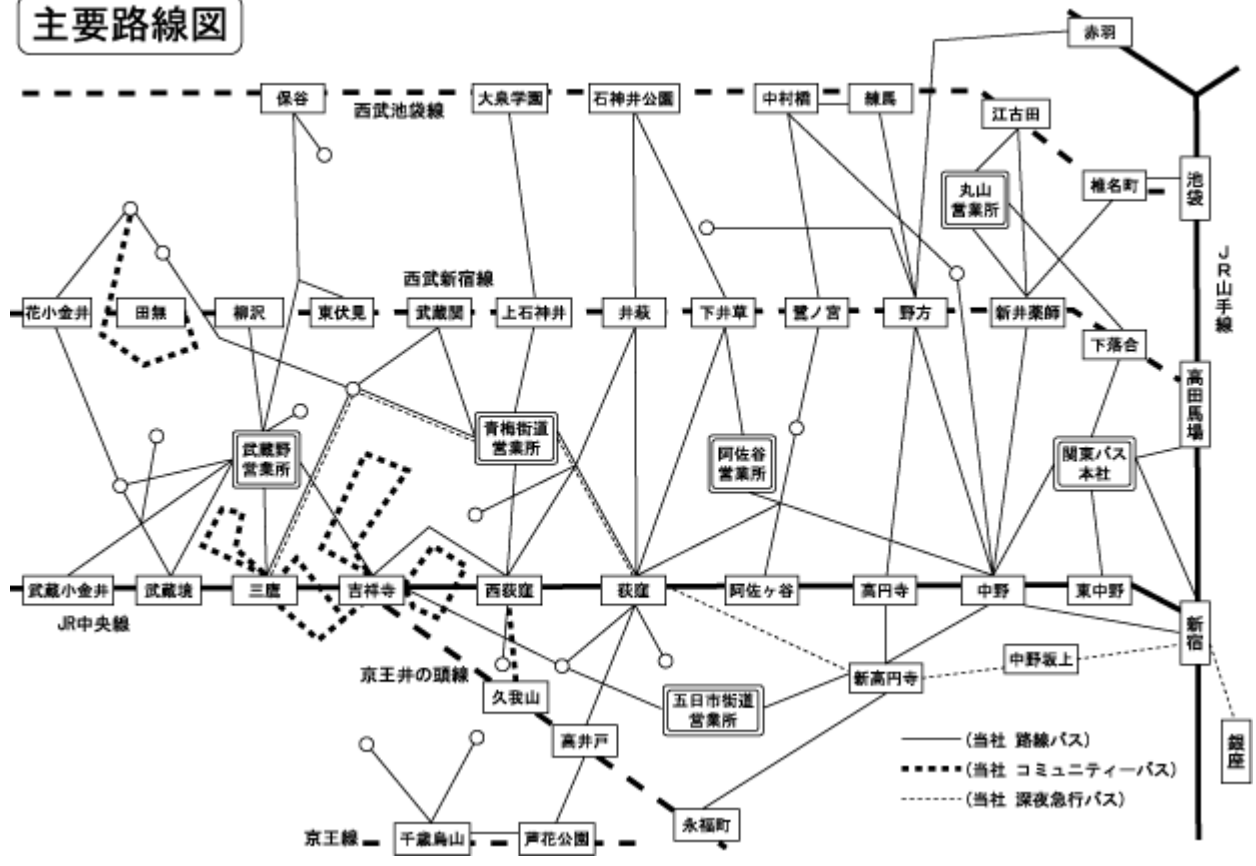 主要路線図
赤羽
保谷
大泉学園
石神井公園
中村橋
練馬
西武池袋線
江古田
丸山
営業所
椎名町
池袋
JR山手線
西武新宿線
花小金井
田無
柳沢
東伏見
武蔵関
上石神井
井荻
下井草
鷺ノ宮
野方
新井薬師
下落合
高田馬場
武蔵野
営業所
青梅街道
営業所
阿佐谷
営業所
関東バス
本社
武蔵小金井
武蔵境
三鷹
吉祥寺
西荻窪
荻窪
阿佐ヶ谷
高円寺
中野
東中野
新宿
JR中央線
京王井の頭線
久我山
五日市街道
営業所
新高円寺
中野坂上
高井戸
銀座
(当社 路線バス)
(当社 コミュニティーバス)
(当社 深夜急行バス)
永福町
京王線
千歳烏山
芦花公園